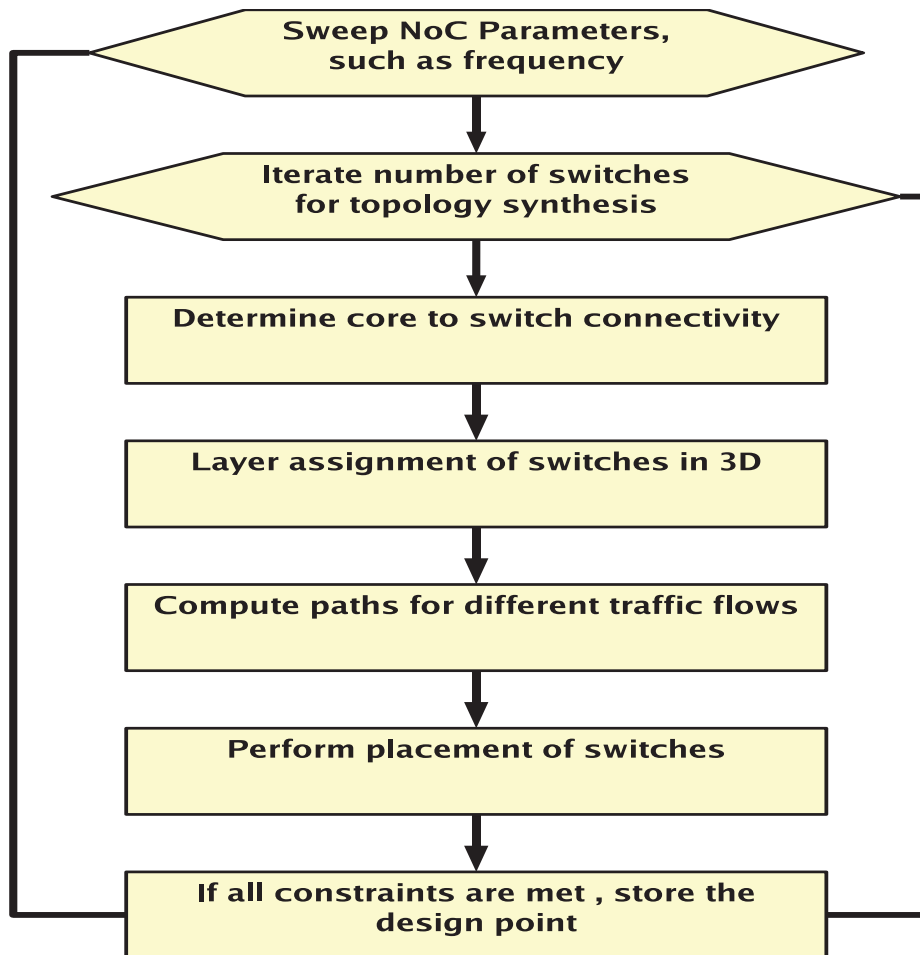 Sweep NoC Parameters,
such as frequency
Iterate number of switches
for topology synthesis
Determine core to switch connectivity
Layer assignment of switches in 3D
Compute paths for different traffic flows
Perform placement of switches
If all constraints are met , store the
design point